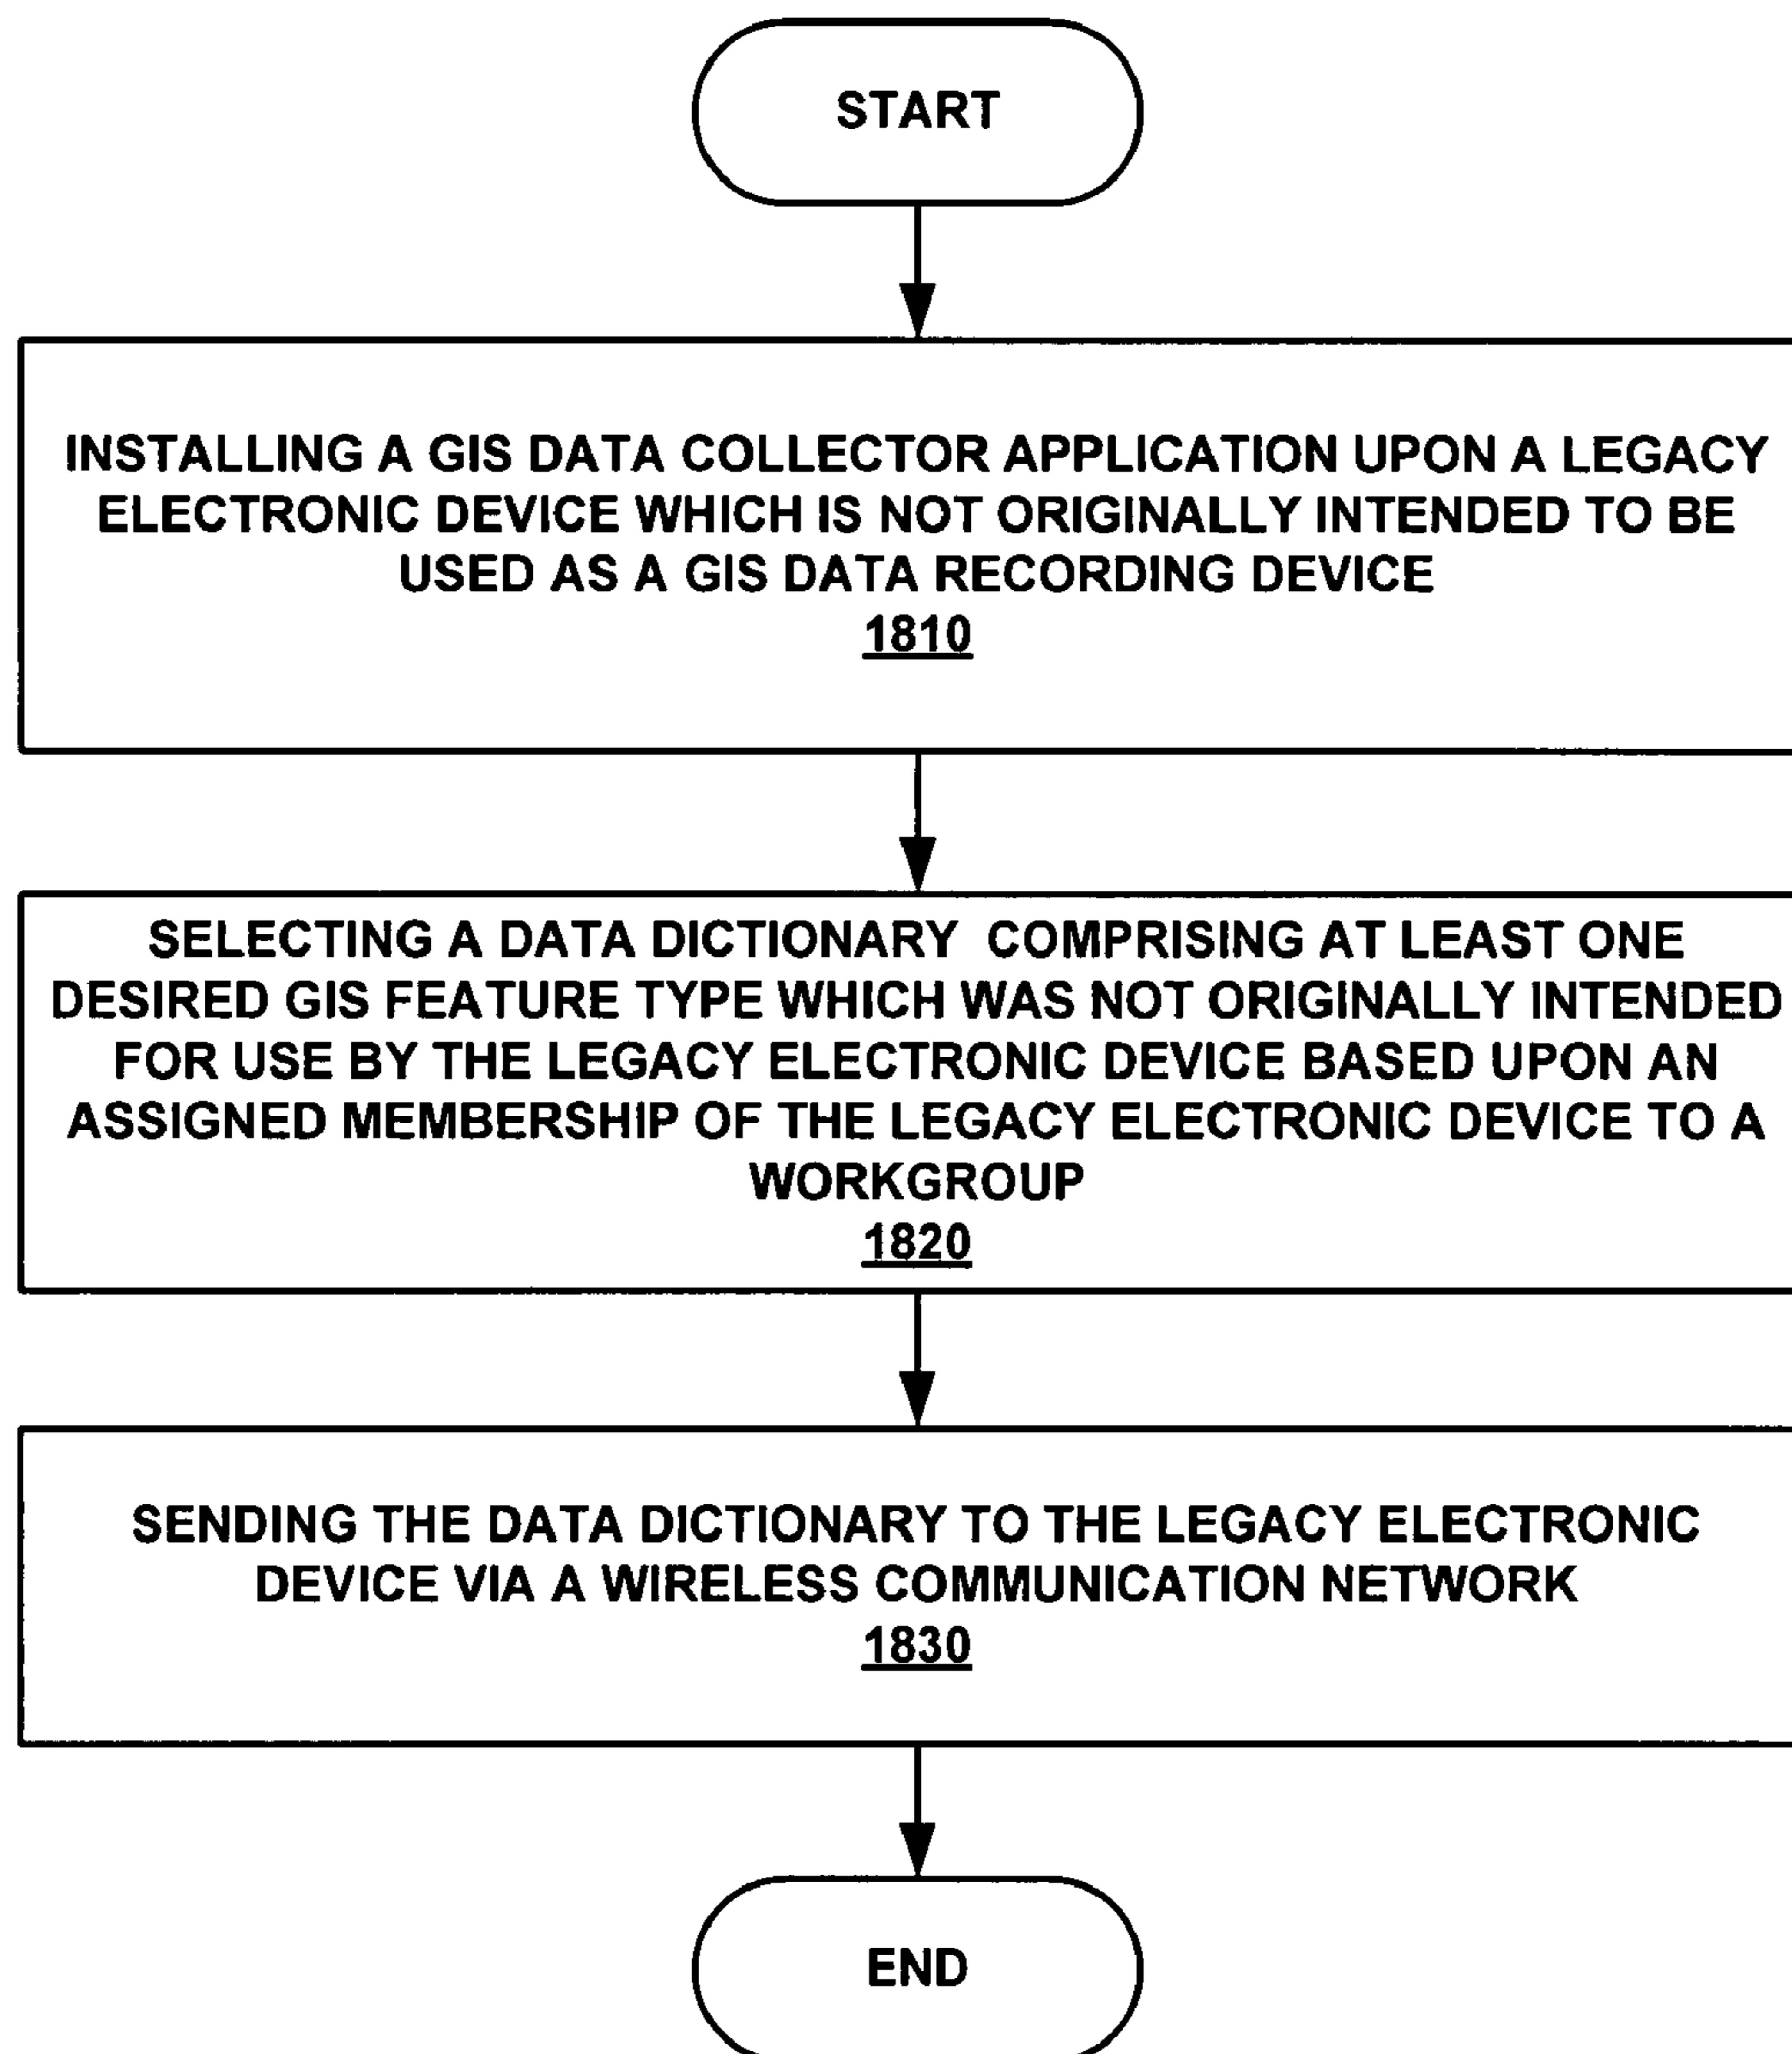 START
INSTALLING A GIS DATA COLLECTOR APPLICATION UPON A LEGACY
ELECTRONIC DEVICE WHICH IS NOT ORIGINALLY INTENDED TO BE
USED AS A GIS DATA RECORDING DEVICE
1810
SELECTING A DATA DICTIONARY COMPRISING AT LEAST ONE
DESIRED GIS FEATURE TYPE WHICH WAS NOT ORIGINALLY INTENDED
FOR USE BY THE LEGACY ELECTRONIC DEVICE BASED UPON AN
ASSIGNED MEMBERSHIP OF THE LEGACY ELECTRONIC DEVICE TO A
WORKGROUP
1820
SENDING THE DATA DICTIONARY TO THE LEGACY ELECTRONIC
DEVICE VIA A WIRELESS COMMUNICATION NETWORK
1830
END